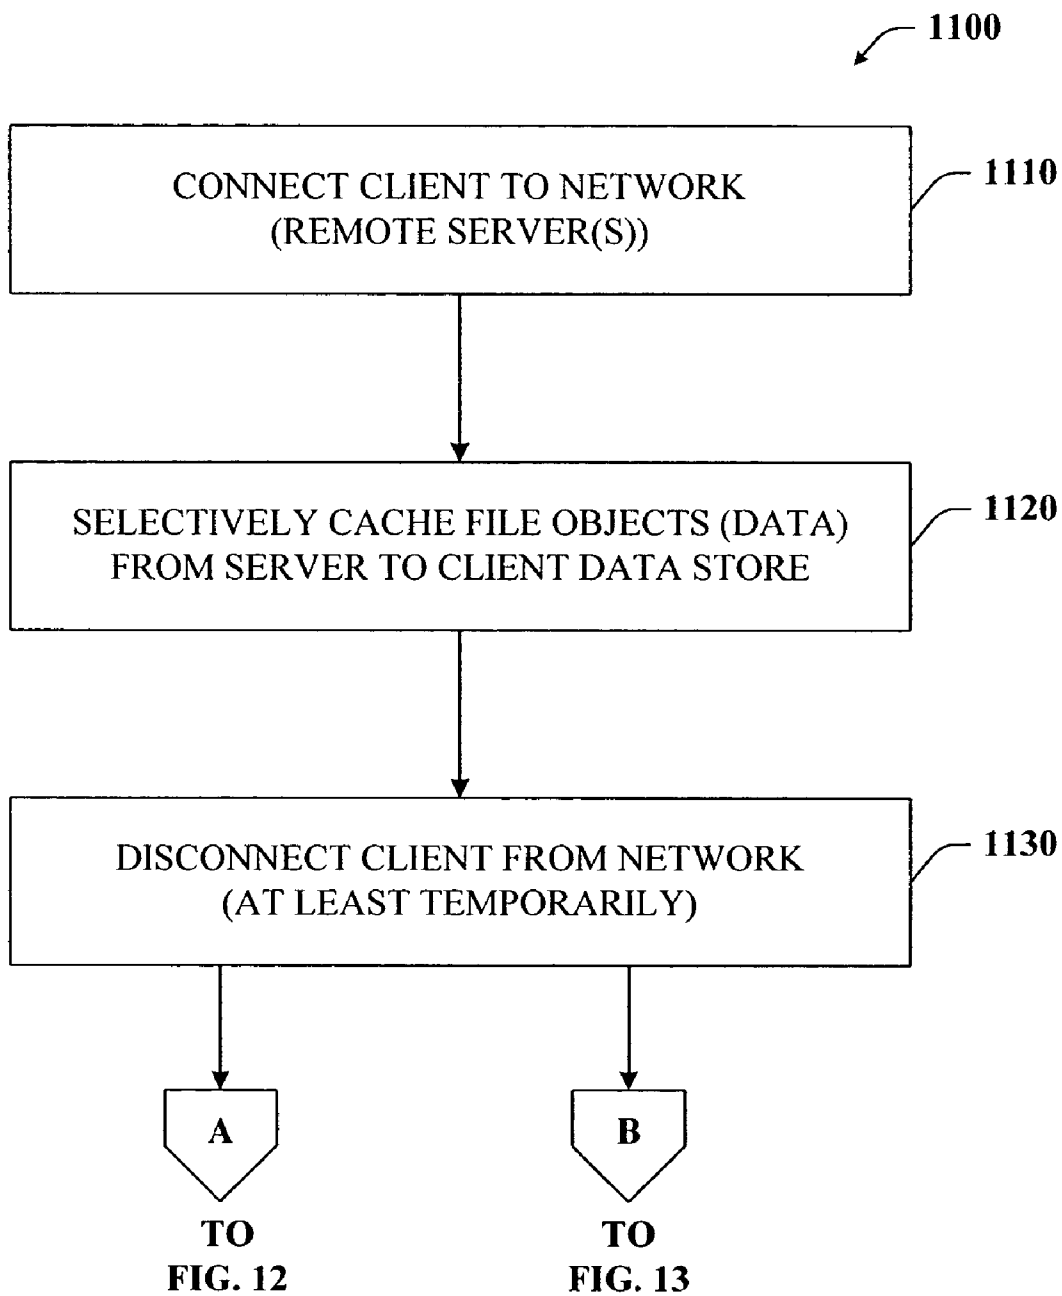 1100
CONNECT CLIENT TO NETWORK
(REMOTE SERVER(S))
1110
SELECTIVELY CACHE FILE OBJECTS (DATA)
FROM SERVER TO CLIENT DATA STORE
1120
DISCONNECT CLIENT FROM NETWORK
(AT LEAST TEMPORARILY)
1130
A
TO
FIG. 12
B
TO
FIG. 13